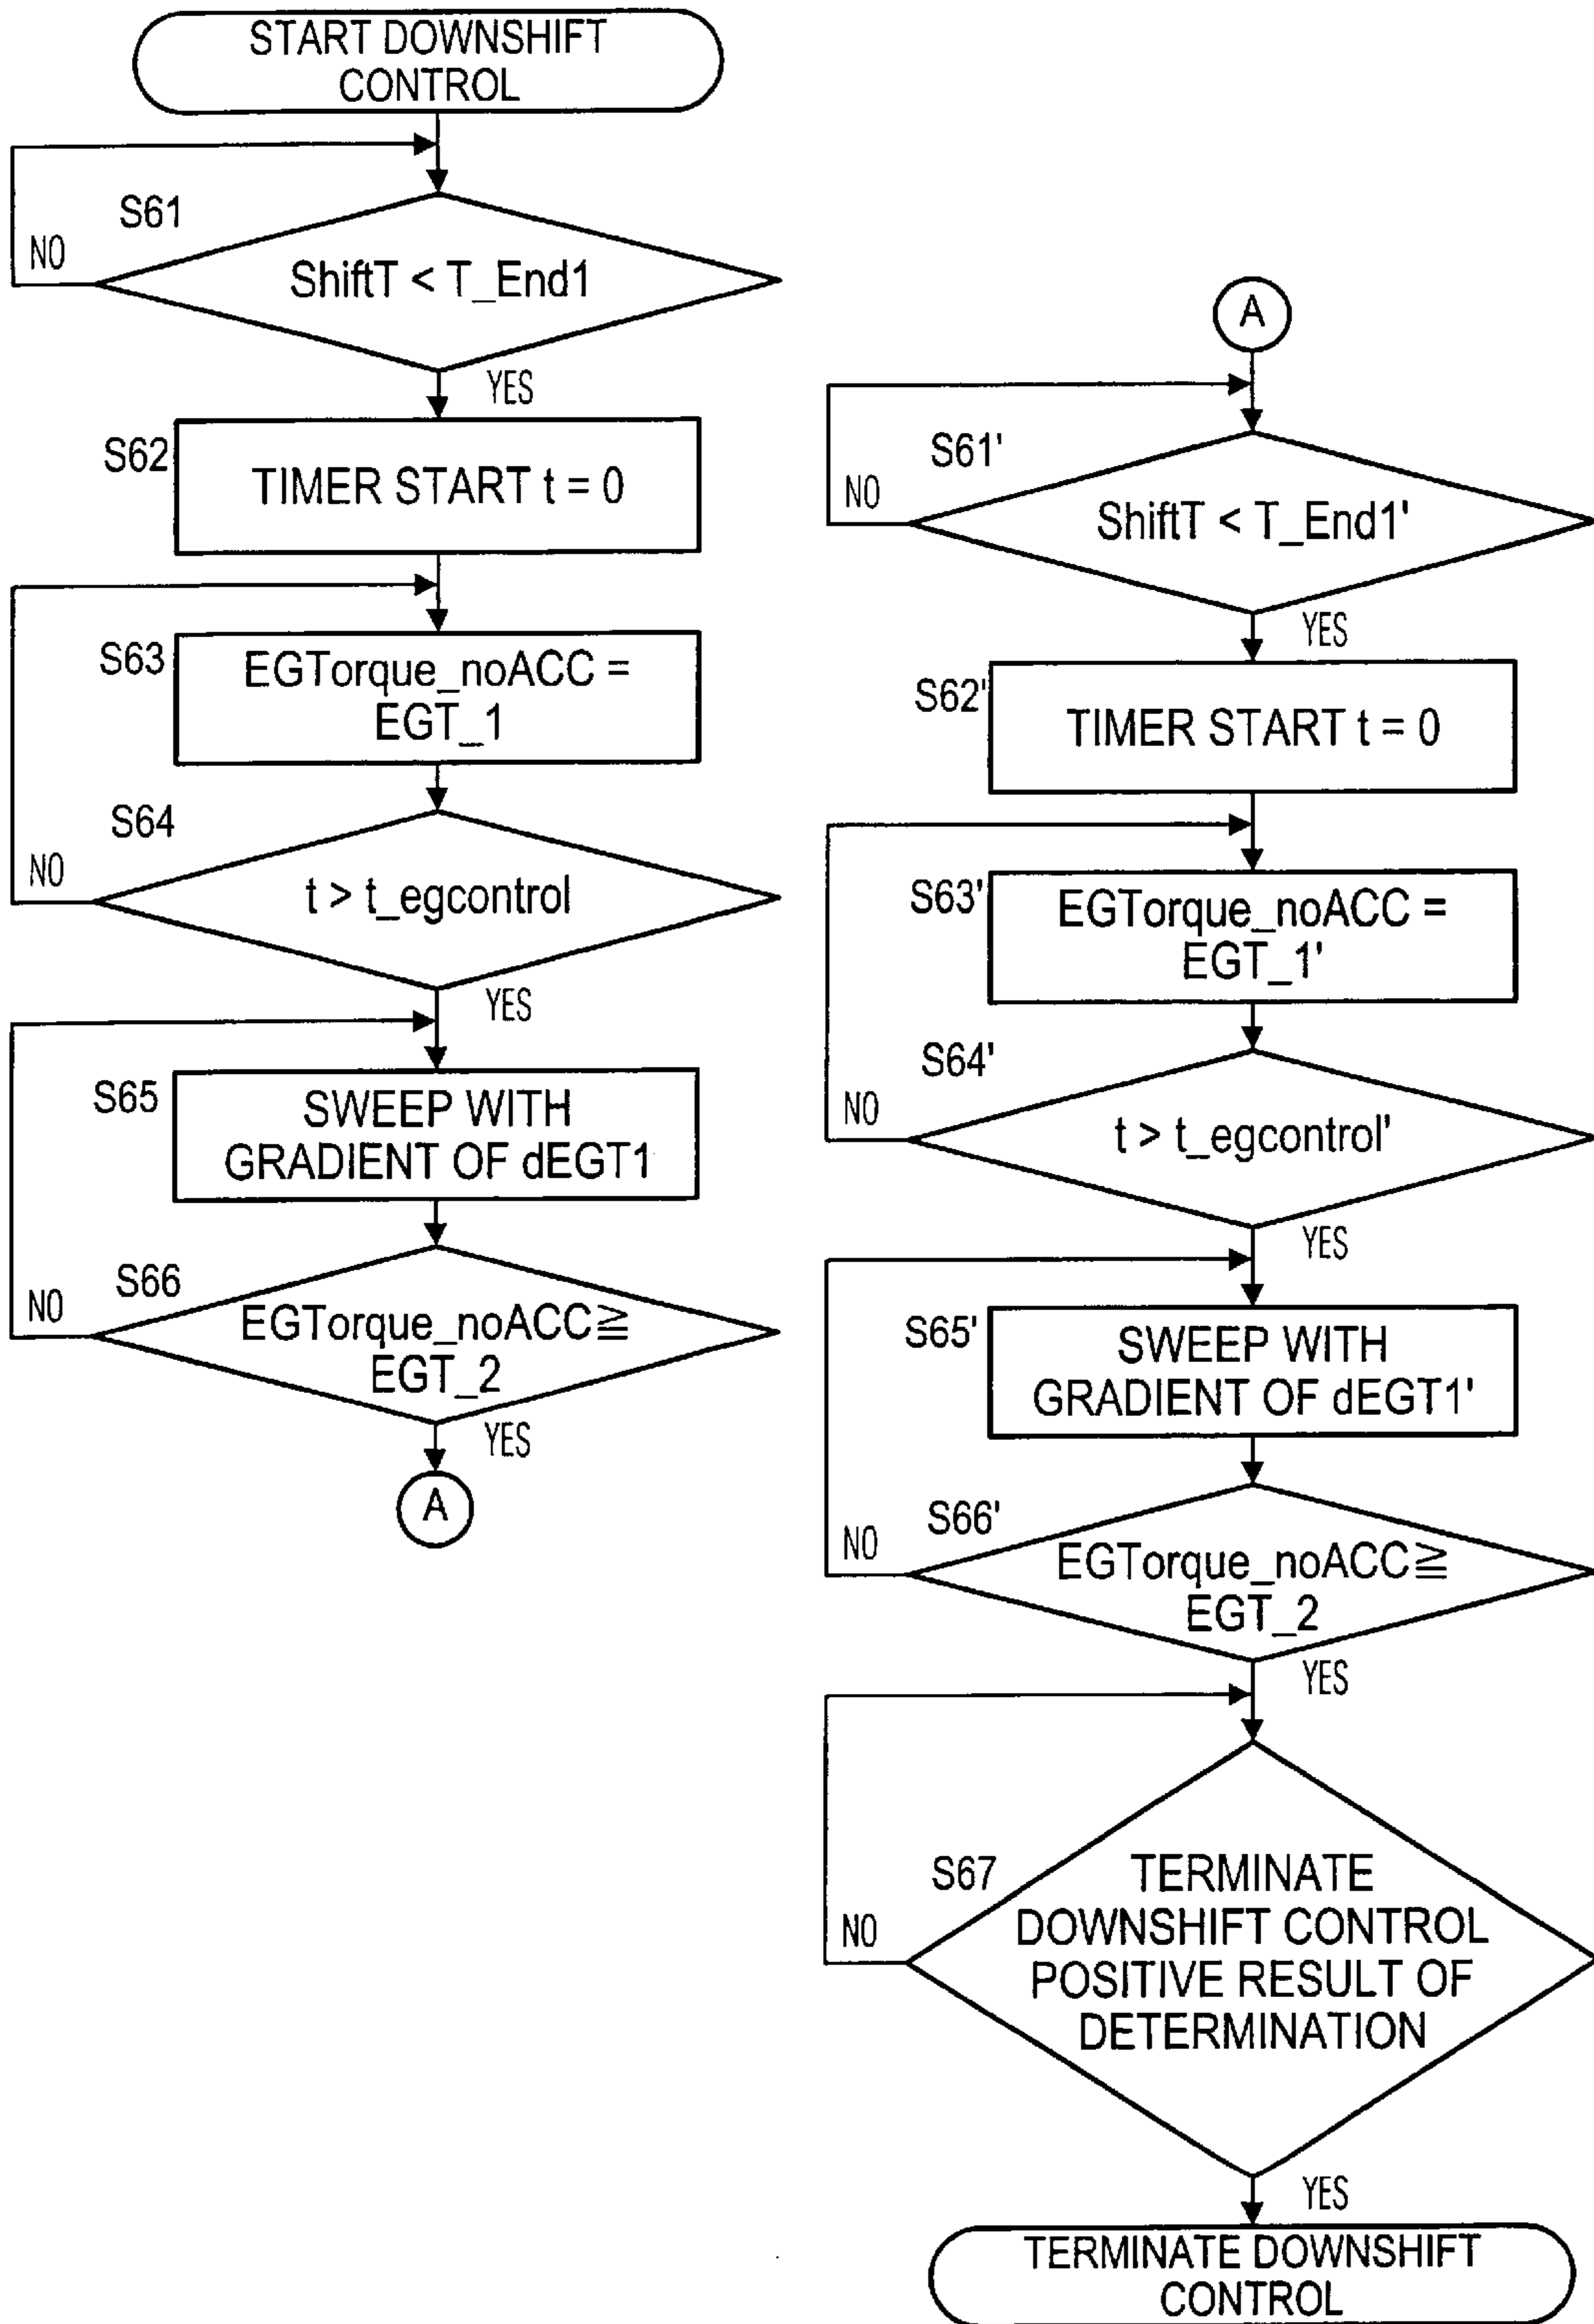 START DOWNSHIFT
CONTROL
S61
NO
ShiftT < T_End1
YES
S62
TIMER START t = 0
S63
EGTorque_noACC =
EGT_1
S64
NO
t > t_egcontrol
YES
S65
SWEEP WITH
GRADIENT OF dEGT1
S66
NO
EGTorque_noACC≧
EGT_2
YES
A
A
S61'
NO
ShiftT < T_End1'
YES
S62'
TIMER START t = 0
S63'
EGTorque_noACC =
EGT_1'
S64'
NO
t > t_egcontrol'
YES
S65'
SWEEP WITH
GRADIENT OF dEGT1'
S66'
NO
EGTorque_noACC≧
EGT_2
YES
S67
NO
TERMINATE
DOWNSHIFT CONTROL
POSITIVE RESULT OF
DETERMINATION
YES
TERMINATE DOWNSHIFT
CONTROL